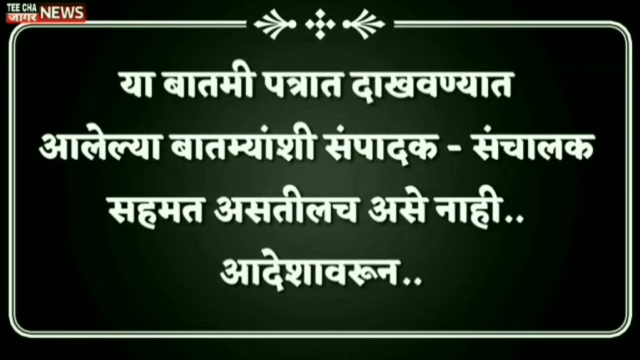 TEE CHA
जागर NEWS
या बातमी पत्रात दाखवण्यात
आलेल्या बातम्यांशी संपादक - संचालक
सहमत असतीलच असे नाही..
आदेशावरून..